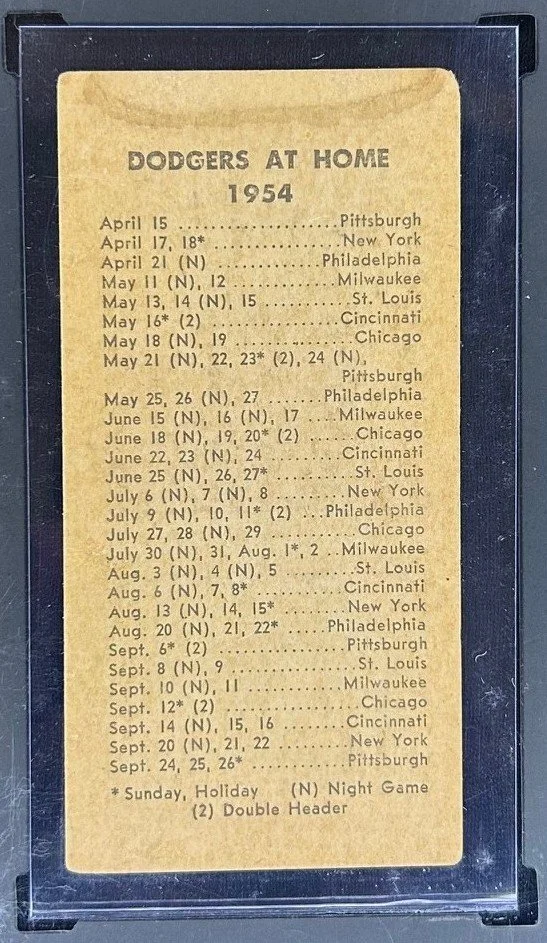 DODGERS AT HOME
1954
April 15 ....................Pittsburgh
April 17, 18* ................New York
April 21 (N) .............Philadelphia
May 11 (N), 12 ..............Milwaukee
May 13, 14 (N), 15 ............St. Louis
May 16* (2) ................Cincinnati
May 18 (N), 19 ...............Chicago
May 21 (N), 22, 23* (2), 24 (N),
Pittsburgh
May 25, 26 (N), 27 ........Philadelphia
June 15 (N), 16 (N), 17 ....Milwaukee
June 18 (N), 19, 20* (2) ......Chicago
June 22, 23 (N), 24 ..........Cincinnati
June 25 (N), 26, 27* ...........St. Louis
July 6 (N), 7 (N), 8 .........New York
July 9 (N), 10, 11* (2) ...Philadelphia
July 27, 28 (N), 29 ............Chicago
July 30 (N), 31, Aug. 1*, 2 ..Milwaukee
Aug. 3 (N), 4 (N), 5 .........St. Louis
Aug. 6 (N), 7, 8* ............Cincinnati
Aug. 13 (N), 14, 15* .........New York
Aug. 20 (N), 21, 22* .....Philadelphia
Sept. 6* (2) .................Pittsburgh
Sept. 8 (N), 9 ................St. Louis
Sept. 10 (N), 11 ............Milwaukee
Sept. 12* (2) ..................Chicago
Sept. 14 (N), 15, 16 .........Cincinnati
Sept. 20 (N), 21, 22 .........New York
Sept. 24, 25, 26* .............Pittsburgh
* Sunday, Holiday (N) Night Game
(2) Double Header